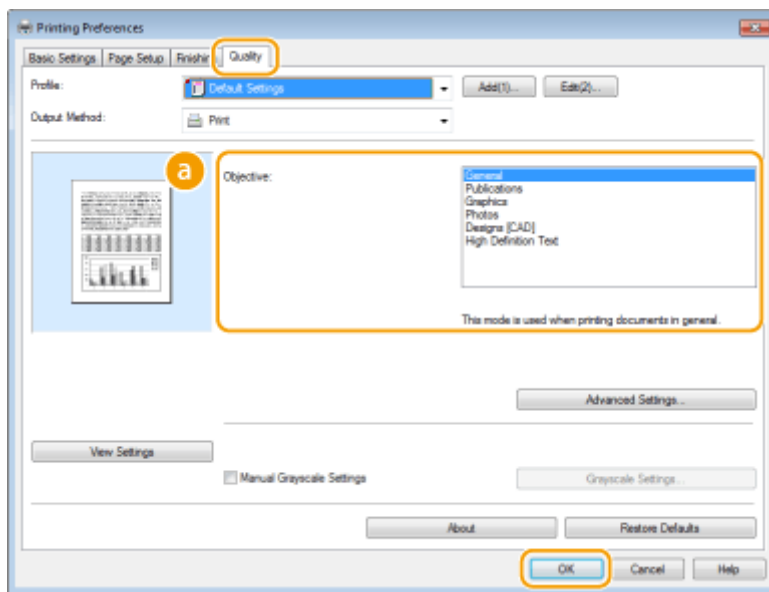 Printing Preferences
Basic Settings Page Setup Finishin Quality
Profile: Default Settings Add(1)... Edit(2)...
Output Method: Print
a
Objective: General
Publications
Graphics
Photos
Designs [CAD]
High Definition Text
This mode is used when printing documents in general.
Advanced Settings...
View Settings
Manual Grayscale Settings Grayscale Settings...
About Restore Defaults
OK Cancel Help